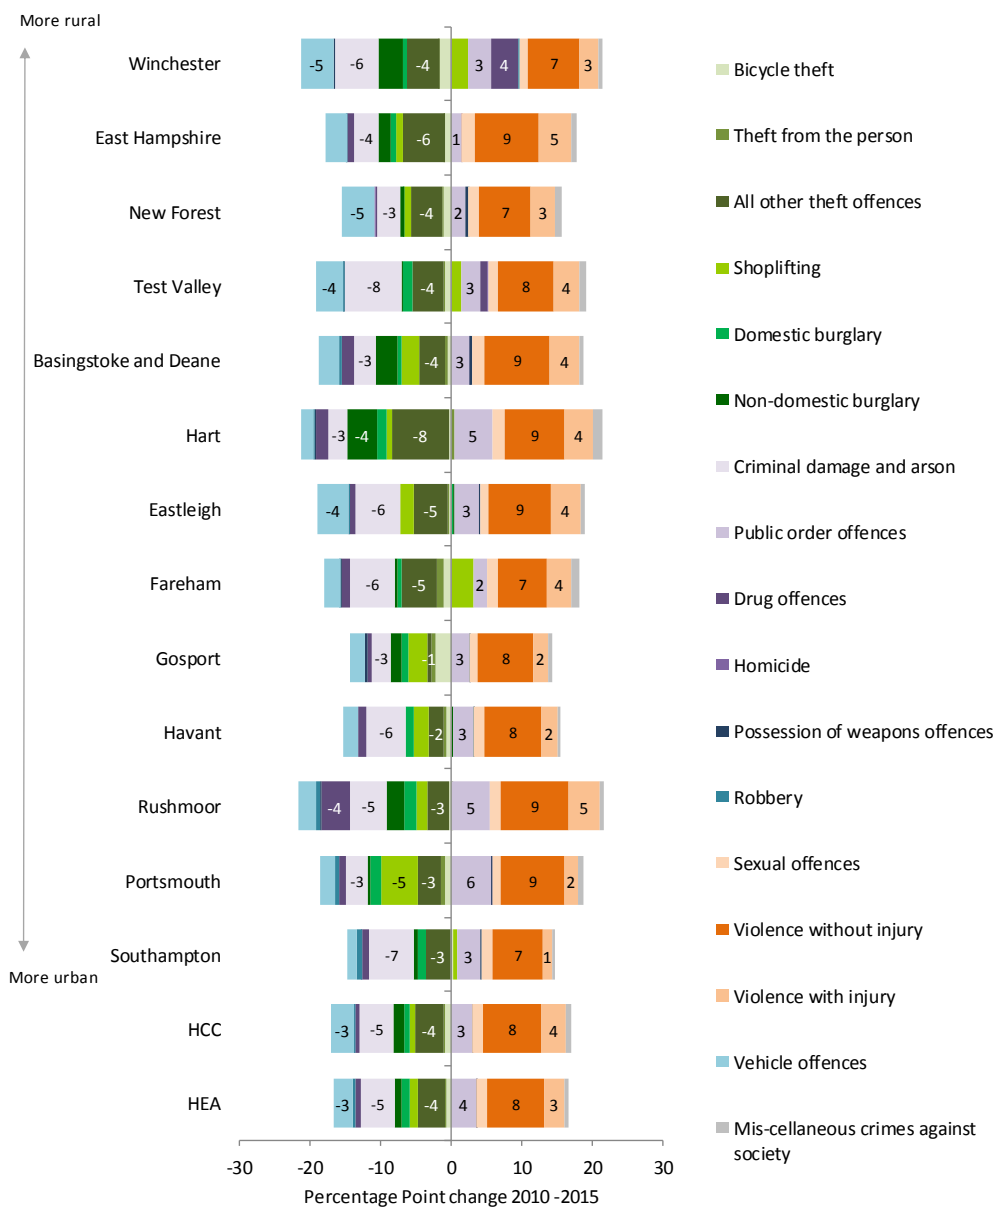 More rural
Winchester
-5 -6 -4 3 4 7 3
East Hampshire
-4 -6 1 9 5
New Forest
-5 -3 -4 2 7 3
Test Valley
-4 -8 -4 3 8 4
Basingstoke and Deane
-3 -4 3 9 4
Hart
-3 -4 -8 5 9 4
Eastleigh
-4 -6 -5 3 9 4
Fareham
-6 -5 2 7 4
Gosport
-3 -1 3 8 2
Havant
-6 -2 3 8 2
Rushmoor
-4 -5 -3 5 9 5
Portsmouth
-3 -5 -3 6 9 2
Southampton
-7 -3 3 7 1
More urban
HCC
-3 -5 -4 3 8 4
HEA
-3 -5 -4 4 8 3
-30 -20 -10 0 10 20 30
Percentage Point change 2010 -2015
Bicycle theft
Theft from the person
All other theft offences
Shoplifting
Domestic burglary
Non-domestic burglary
Criminal damage and arson
Public order offences
Drug offences
Homicide
Possession of weapons offences
Robbery
Sexual offences
Violence without injury
Violence with injury
Vehicle offences
Mis-cellaneous crimes against
society